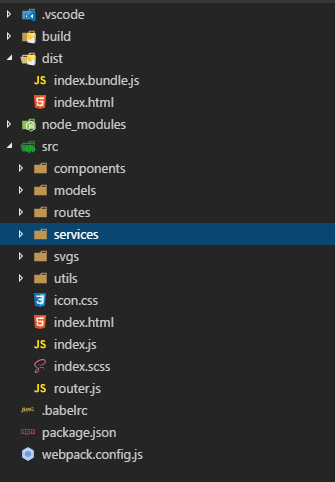 .vscode
build
dist
JS index.bundle.js
index.html
node_modules
src
components
models
routes
services
svgs
utils
icon.css
index.html
JS index.js
index.scss
JS router.js
.babelrc
package.json
webpack.config.js